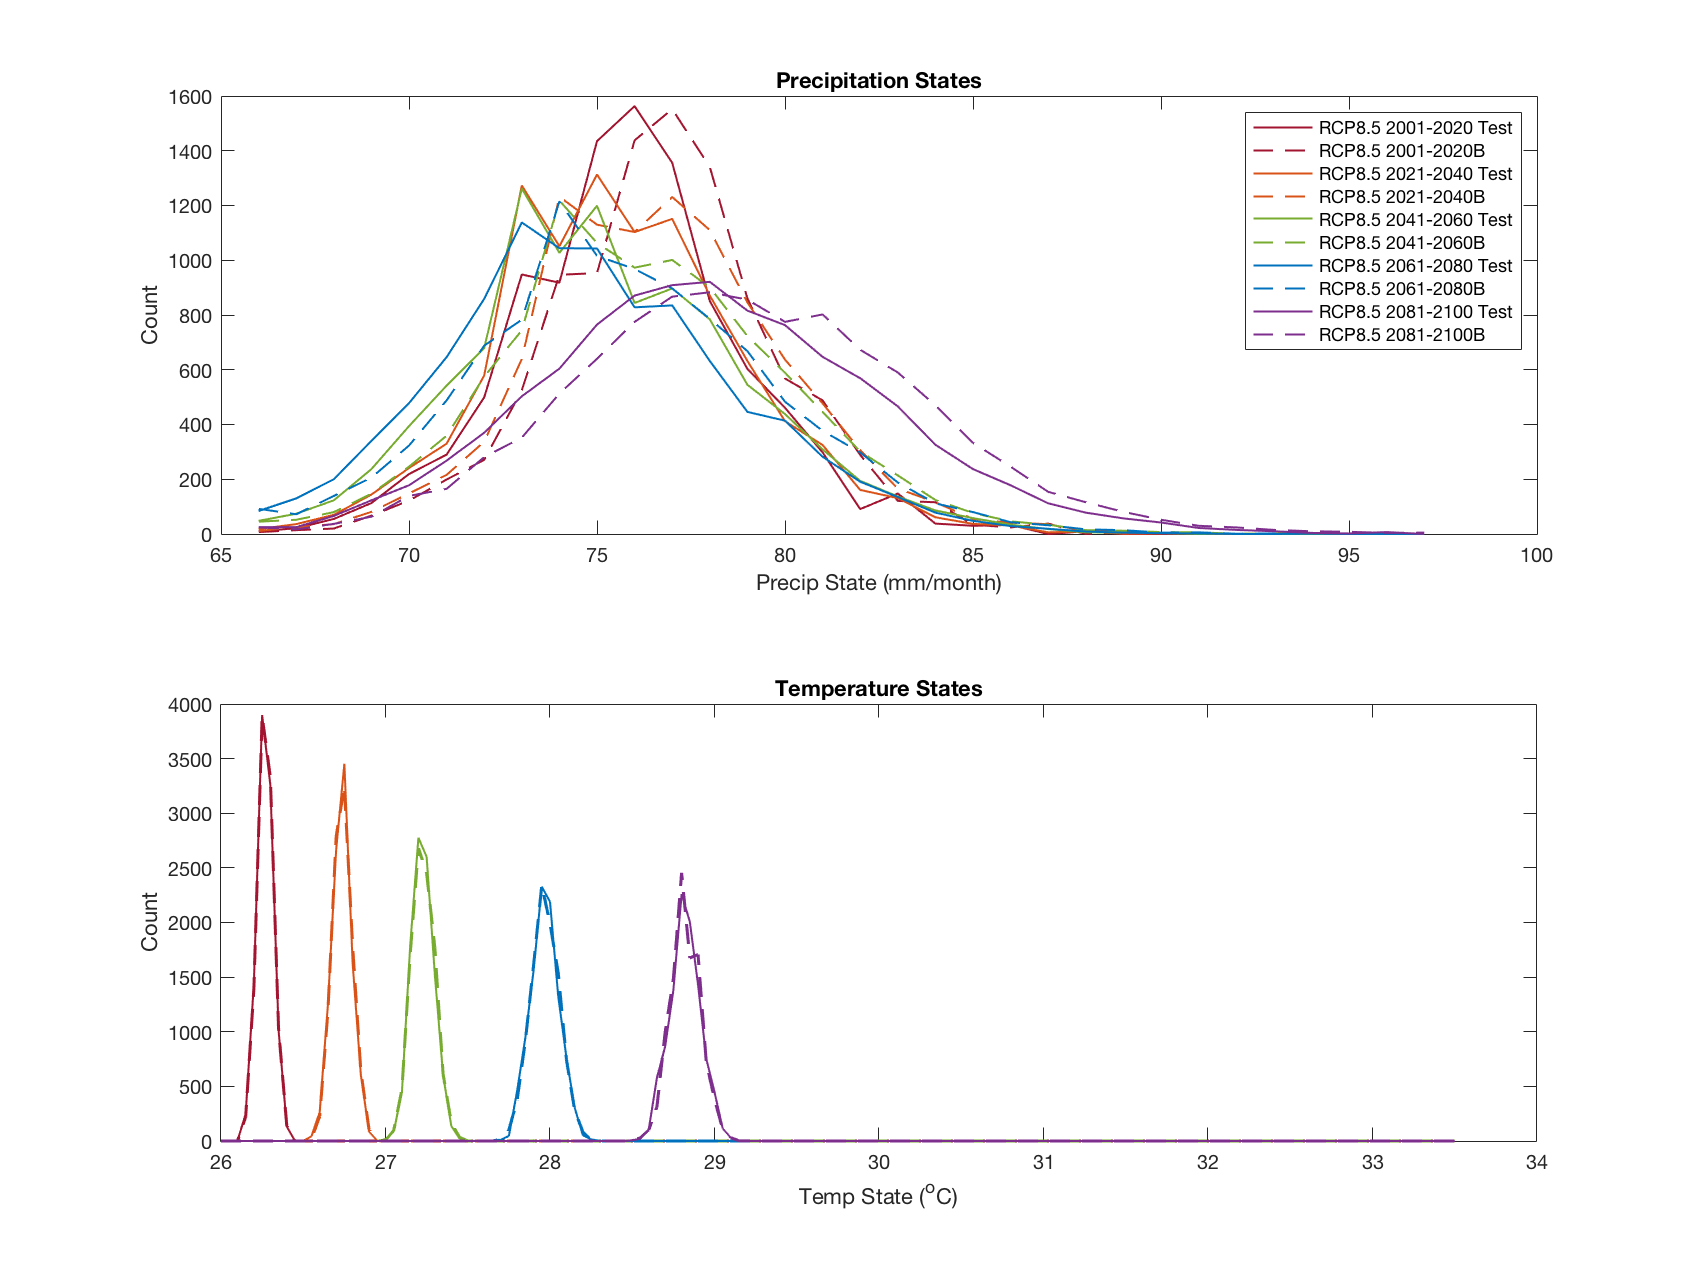 Precipitation States
1600
1400
1200
1000
800
600
400
200
0
Count
65 70 75 80 85 90 95 100
Precip State (mm/month)
RCP8.5 2001-2020 Test
RCP8.5 2001-2020B
RCP8.5 2021-2040 Test
RCP8.5 2021-2040B
RCP8.5 2041-2060 Test
RCP8.5 2041-2060B
RCP8.5 2061-2080 Test
RCP8.5 2061-2080B
RCP8.5 2081-2100 Test
RCP8.5 2081-2100B
Temperature States
4000
3500
3000
2500
2000
1500
1000
500
0
Count
26 27 28 29 30 31 32 33 34
Temp State (°C)